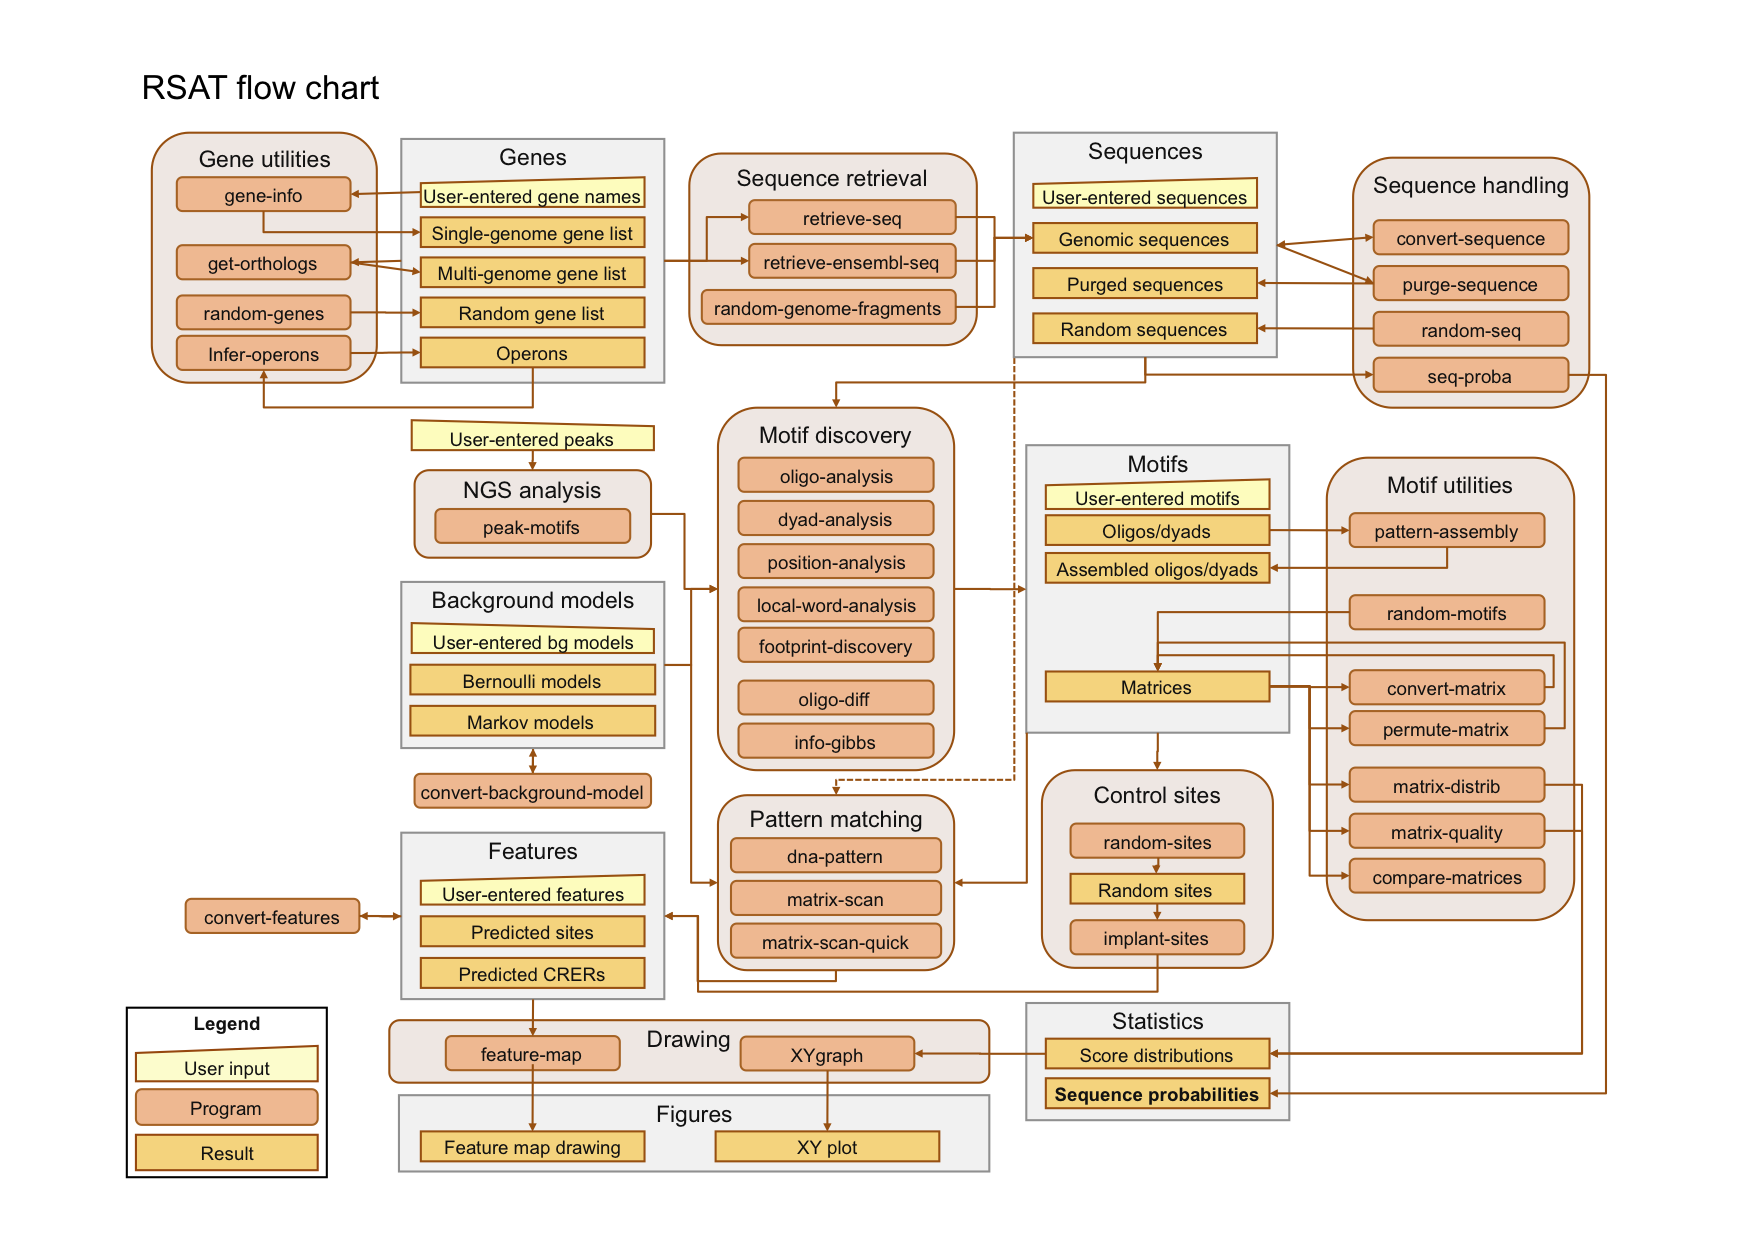 RSAT flow chart
Gene utilities
gene-info
get-orthologs
random-genes
Infer-operons
Genes
User-entered gene names
Single-genome gene list
Multi-genome gene list
Random gene list
Operons
Sequence retrieval
retrieve-seq
retrieve-ensembl-seq
random-genome-fragments
Sequences
User-entered sequences
Genomic sequences
Purged sequences
Random sequences
Sequence handling
convert-sequence
purge-sequence
random-seq
seq-proba
User-entered peaks
NGS analysis
peak-motifs
Background models
User-entered bg models
Bernoulli models
Markov models
convert-background-model
Motif discovery
oligo-analysis
dyad-analysis
position-analysis
local-word-analysis
footprint-discovery
oligo-diff
info-gibbs
Motifs
User-entered motifs
Oligos/dyads
Assembled oligos/dyads
Matrices
Motif utilities
pattern-assembly
random-motifs
convert-matrix
permute-matrix
matrix-distrib
matrix-quality
compare-matrices
Pattern matching
dna-pattern
matrix-scan
matrix-scan-quick
Control sites
random-sites
Random sites
implant-sites
convert-features
Features
User-entered features
Predicted sites
Predicted CRERs
Legend
User input
Program
Result
Drawing
feature-map
XYgraph
Statistics
Score distributions
Sequence probabilities
Figures
Feature map drawing
XY plot